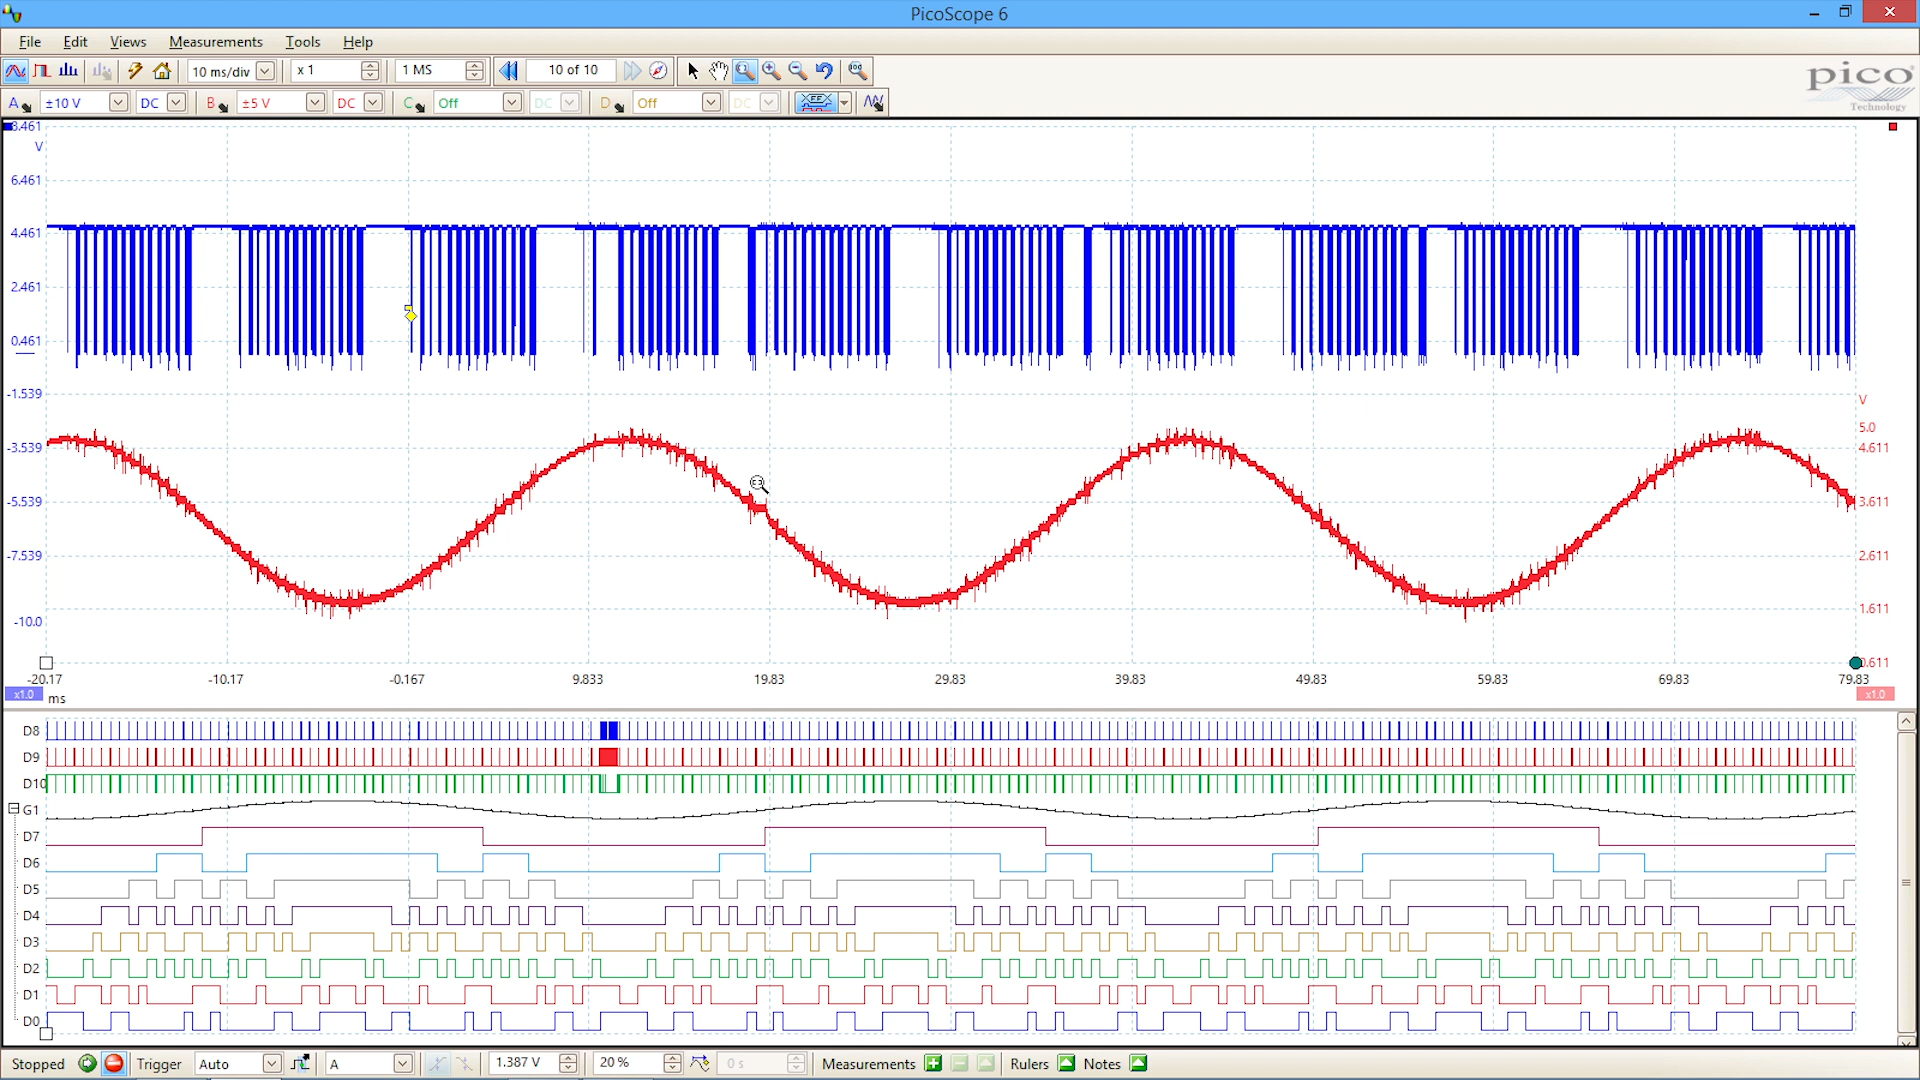 PicoScope 6
File Edit Views Measurements Tools Help
10 ms/div x 1 1 MS 10 of 10
pico
Technology
A ±10 V DC B ±5 V DC C Off DC D Off DC
8.461
V
6.461
4.461
2.461
0.461
-1.539
-3.539
-5.539
-7.539
-10.0
V
5.0
4.611
3.611
2.611
1.611
0.611
-20.17 -10.17 -0.167 9.833 19.83 29.83 39.83 49.83 59.83 69.83 79.83
x1.0 ms x1.0
D8
D9
D10
G1
D7
D6
D5
D4
D3
D2
D1
D0
Stopped Trigger Auto A 1.387 V 20 % 0 s Measurements Rulers Notes